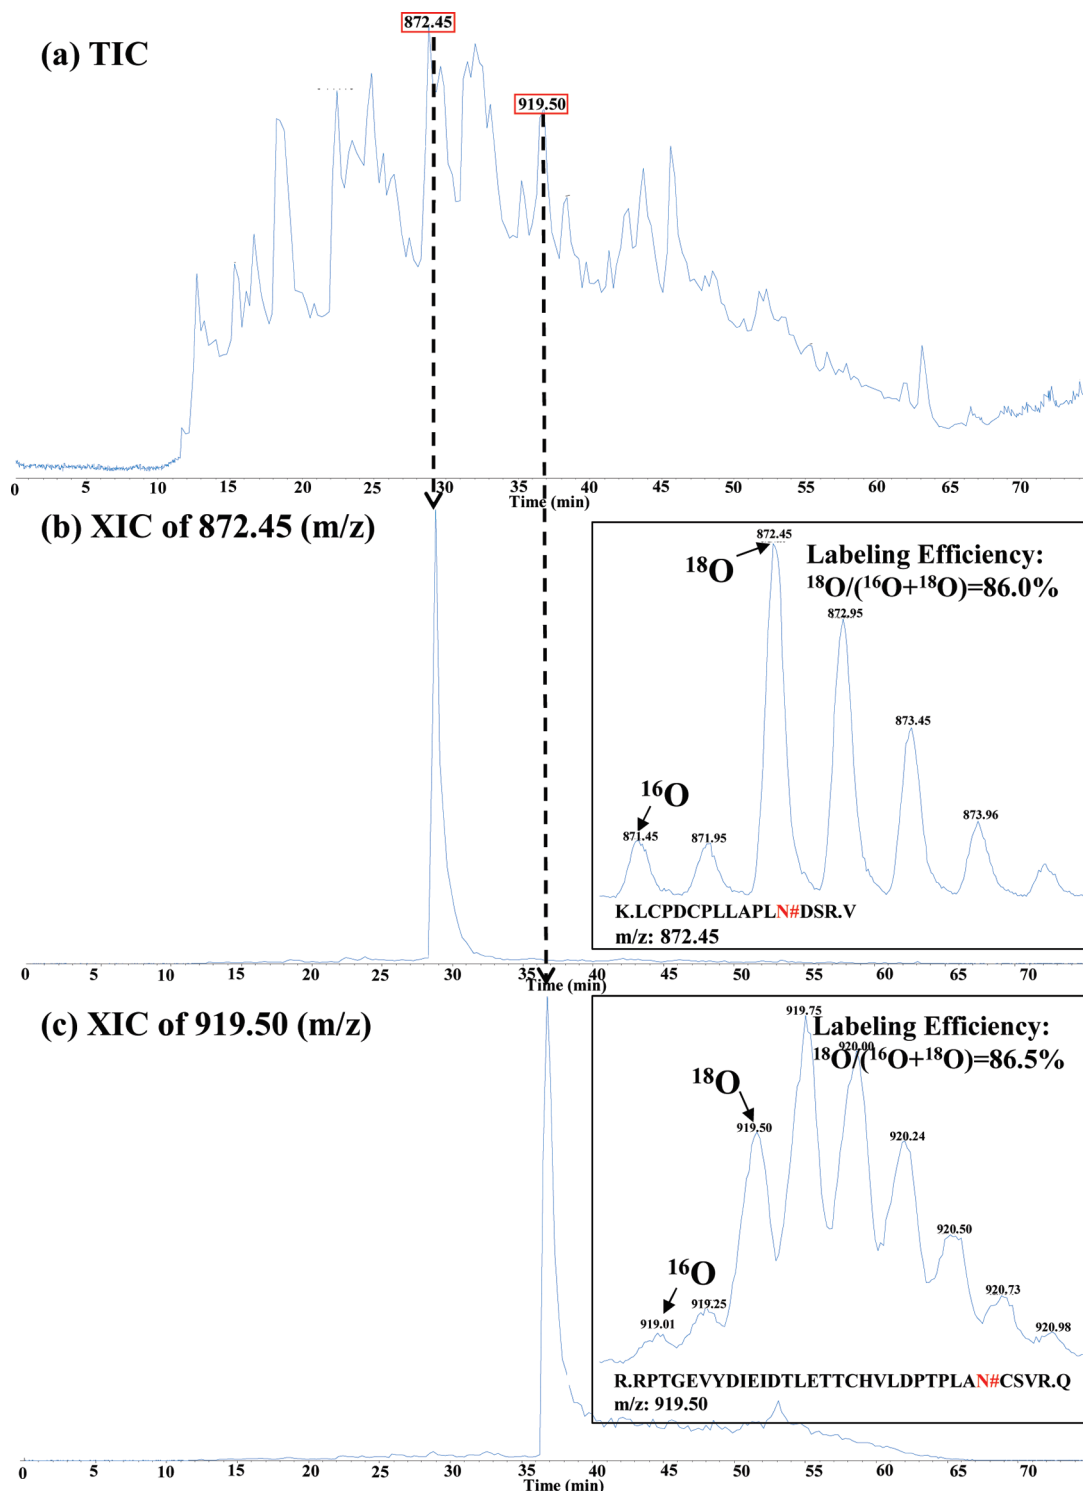 872.45
(a) TIC
919.50
0 5 10 15 20 25 30 35 40 45 50 55 60 65 70
Time (min)
(b) XIC of 872.45 (m/z)
872.45
18O
Labeling Efficiency:
18O/(16O+18O)=86.0%
872.95
873.45
16O
871.45
871.95
873.96
K.LCPDCPLLAPLN#DSR.V
m/z: 872.45
0 5 10 15 20 25 30 35 40 45 50 55 60 65 70
Time (min)
(c) XIC of 919.50 (m/z)
919.75
Labeling Efficiency:
920.00
18O/(16O+18O)=86.5%
18O
919.50
920.24
920.50
16O
919.01
919.25
920.73
920.98
R.RPTGEVYDIEIDTLETTCHVLDPTPLAN#CSVR.Q
m/z: 919.50
0 5 10 15 20 25 30 35 40 45 50 55 60 65 70
Time (min)